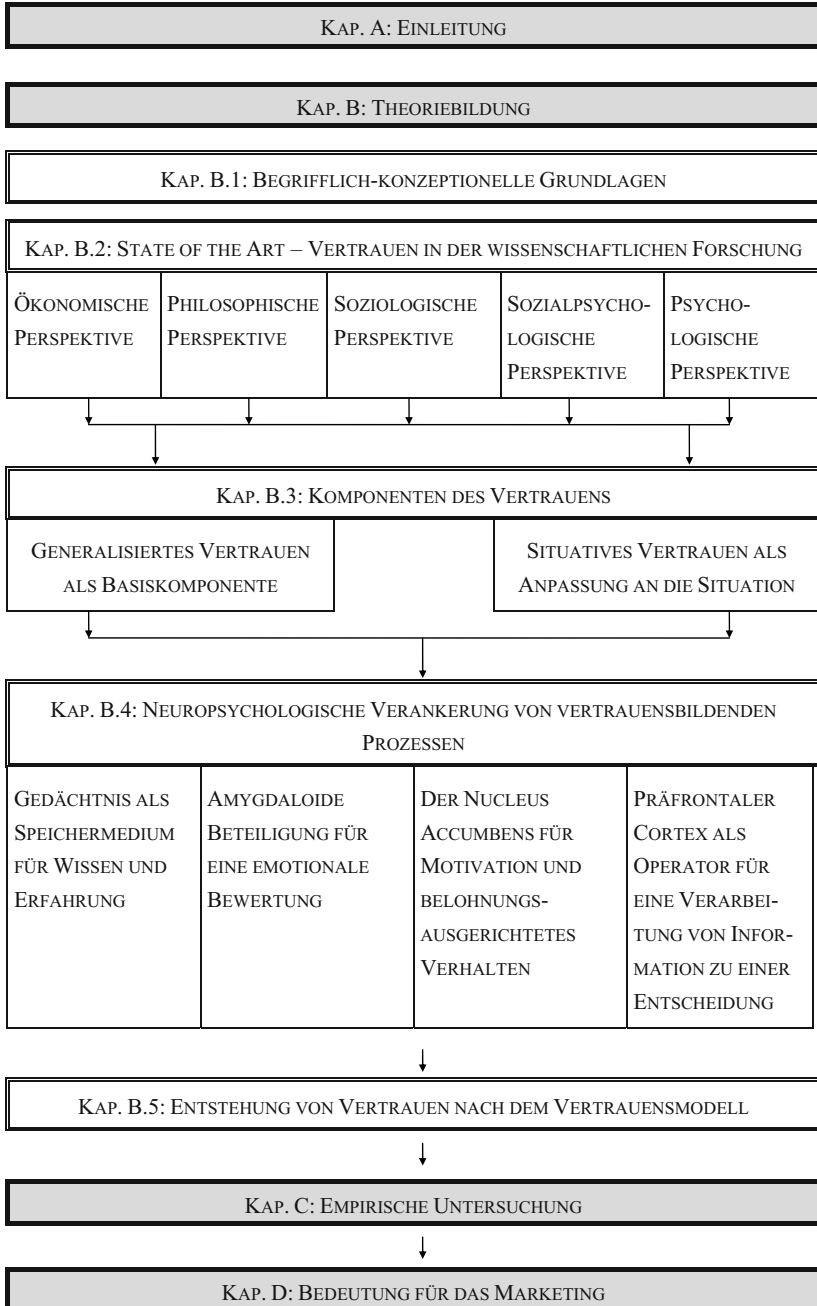 KAP. A: EINLEITUNG
KAP. B: THEORIEBILDUNG
KAP. B.1: BEGRIFFLICH-KONZEPTIONELLE GRUNDLAGEN
KAP. B.2: STATE OF THE ART – VERTRAUEN IN DER WISSENSCHAFTLICHEN FORSCHUNG
ÖKONOMISCHE
PERSPEKTIVE
PHILOSOPHISCHE
PERSPEKTIVE
SOZIOLOGISCHE
PERSPEKTIVE
SOZIALPSYCHO-
LOGISCHE
PERSPEKTIVE
PSYCHO-
LOGISCHE
PERSPEKTIVE
KAP. B.3: KOMPONENTEN DES VERTRAUENS
GENERALISIERTES VERTRAUEN
ALS BASISKOMPONENTE
SITUATIVES VERTRAUEN ALS
ANPASSUNG AN DIE SITUATION
KAP. B.4: NEUROPSYCHOLOGISCHE VERANKERUNG VON VERTRAUENSBILDENDEN
PROZESSEN
GEDÄCHTNIS ALS
SPEICHERMEDIUM
FÜR WISSEN UND
ERFAHRUNG
AMYGDALOIDE
BETEILIGUNG FÜR
EINE EMOTIONALE
BEWERTUNG
DER NUCLEUS
ACCUMBENS FÜR
MOTIVATION UND
BELOHNUNGS-
AUSGERICHTETES
VERHALTEN
PRÄFRONTALER
CORTEX ALS
OPERATOR FÜR
EINE VERARBEI-
TUNG VON INFOR-
MATION ZU EINER
ENTSCHEIDUNG
KAP. B.5: ENTSTEHUNG VON VERTRAUEN NACH DEM VERTRAUENSMODELL
KAP. C: EMPIRISCHE UNTERSUCHUNG
KAP. D: BEDEUTUNG FÜR DAS MARKETING